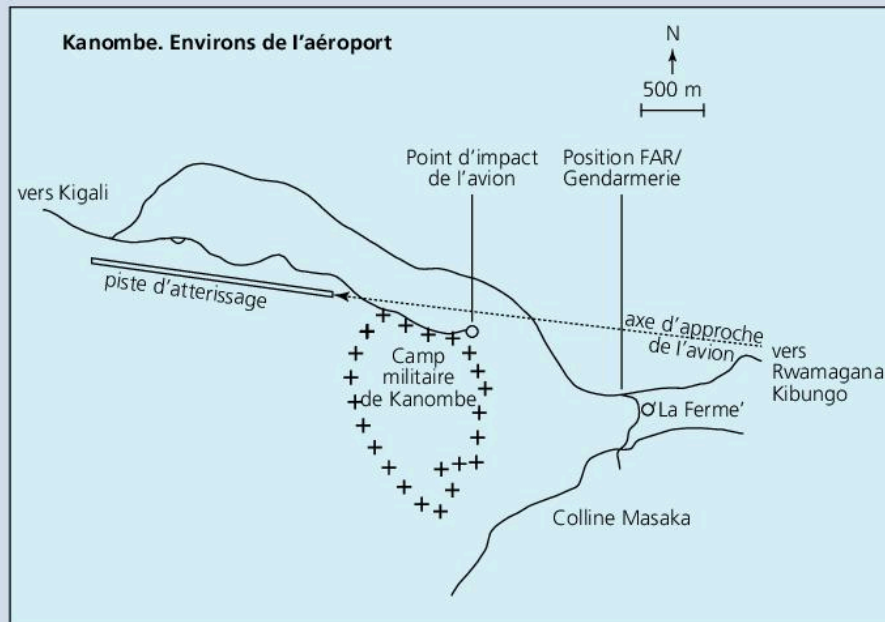 Kanombe. Environs de l'aéroport
N
500 m
Point d'impact
de l'avion
Position FAR/
Gendarmerie
vers Kigali
piste d'atterissage
axe d'approche
de l'avion
vers
Rwamagana
Kibungo
Camp
militaire
de Kanombe
'La Ferme'
Colline Masaka